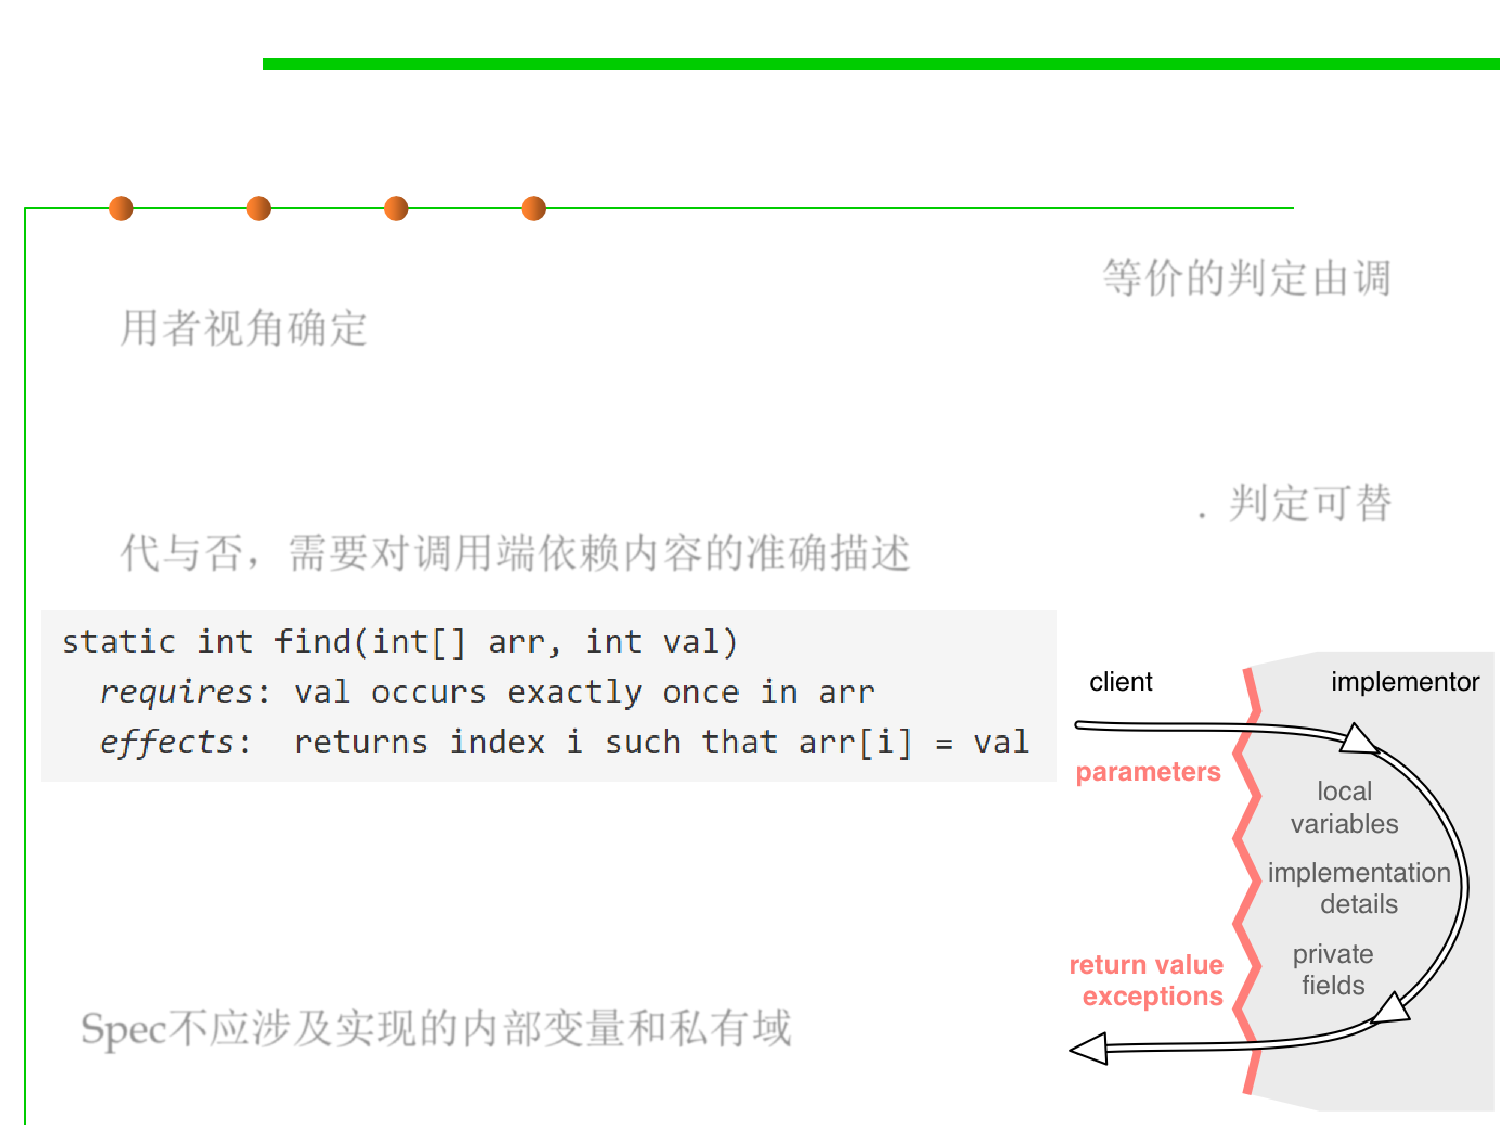 等价的判定由调
用者视角确定
. 判定可替
代与否，需要对调用端依赖内容的准确描述
static int find(int[] arr, int val)
requires: val occurs exactly once in arr
effects: returns index i such that arr[i] = val
client
implementor
parameters
local
variables
implementation
details
private
fields
return value
exceptions
Spec不应涉及实现的内部变量和私有域